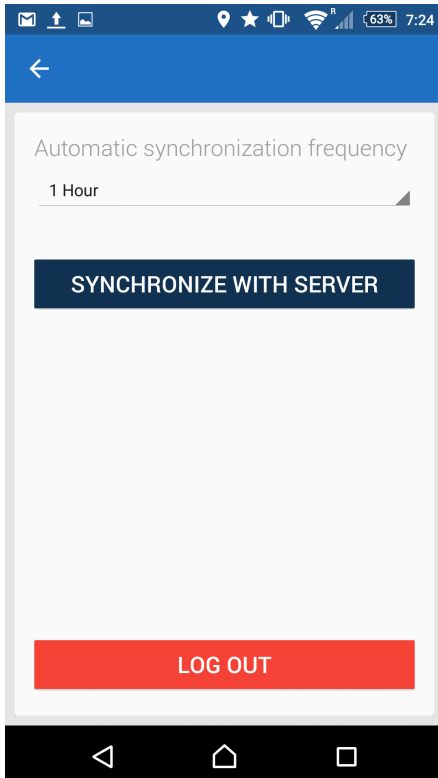 R
63% 7:24
Automatic synchronization frequency
1 Hour
SYNCHRONIZE WITH SERVER
LOG OUT